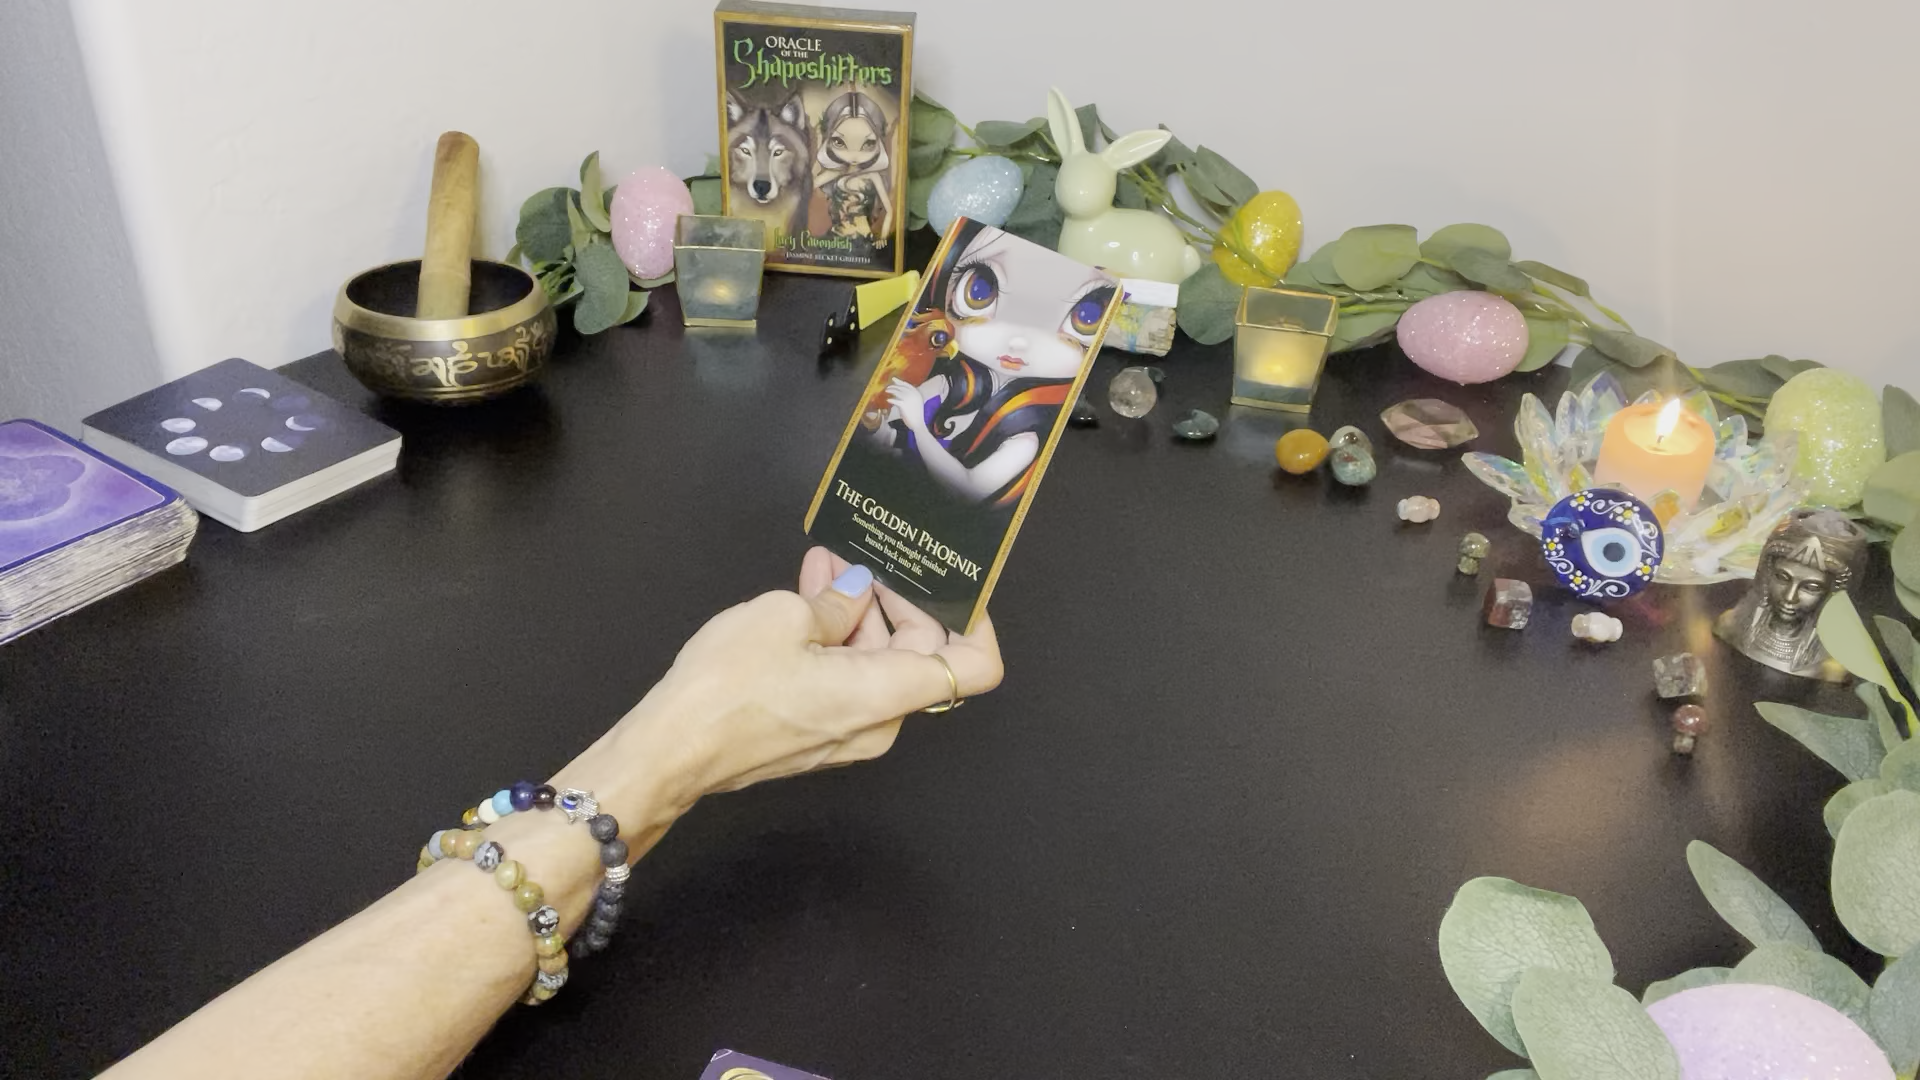 ORACLE
OF THE
Shapeshifters
Lucy Cavendish
JASMINE BECKET-GRIFFITH
THE GOLDEN PHOENIX
Something you thought finished
bursts back into life.
12